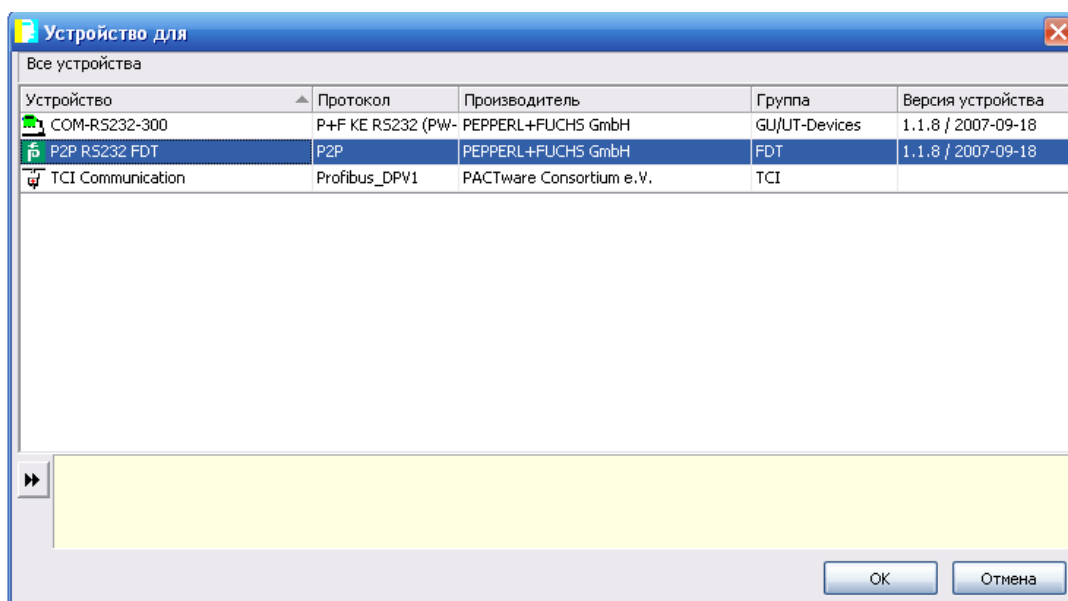 Устройство для
Все устройства
Устройство Протокол Производитель Группа Версия устройства
COM-RS232-300 P+F KE RS232 (PW- PEPPERL+FUCHS GmbH GU/UT-Devices 1.1.8 / 2007-09-18
P2P RS232 FDT P2P PEPPERL+FUCHS GmbH FDT 1.1.8 / 2007-09-18
TCI Communication Profibus_DPV1 PACTware Consortium e.V. TCI
OK Отмена